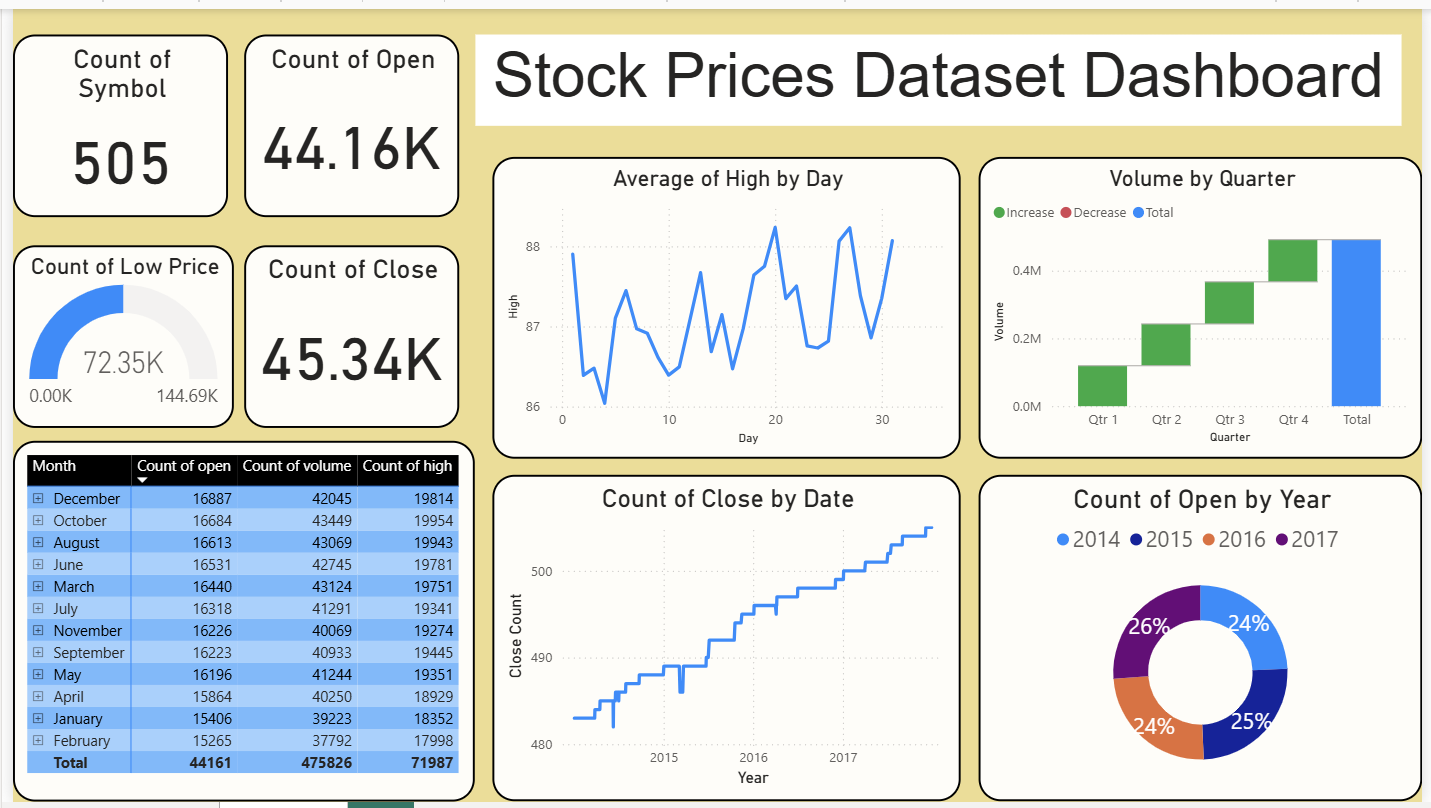 Count of
Symbol
505
Count of Open
44.16K
Stock Prices Dataset Dashboard
Count of Low Price
72.35K
0.00K 144.69K
Count of Close
45.34K
Average of High by Day
High
88
87
86
0 10 20 30
Day
Volume by Quarter
Increase Decrease Total
Volume
0.4M
0.2M
0.0M
Qtr 1 Qtr 2 Qtr 3 Qtr 4 Total
Quarter
Month Count of open Count of volume Count of high
December 16887 42045 19814
October 16684 43449 19954
August 16613 43069 19943
June 16531 42745 19781
March 16440 43124 19751
July 16318 41291 19341
November 16226 40069 19274
September 16223 40933 19445
May 16196 41244 19351
April 15864 40250 18929
January 15406 39223 18352
February 15265 37792 17998
Total 44161 475826 71987
Count of Close by Date
Close Count
500
490
480
2015 2016 2017
Year
Count of Open by Year
2014 2015 2016 2017
26% 24%
24% 25%